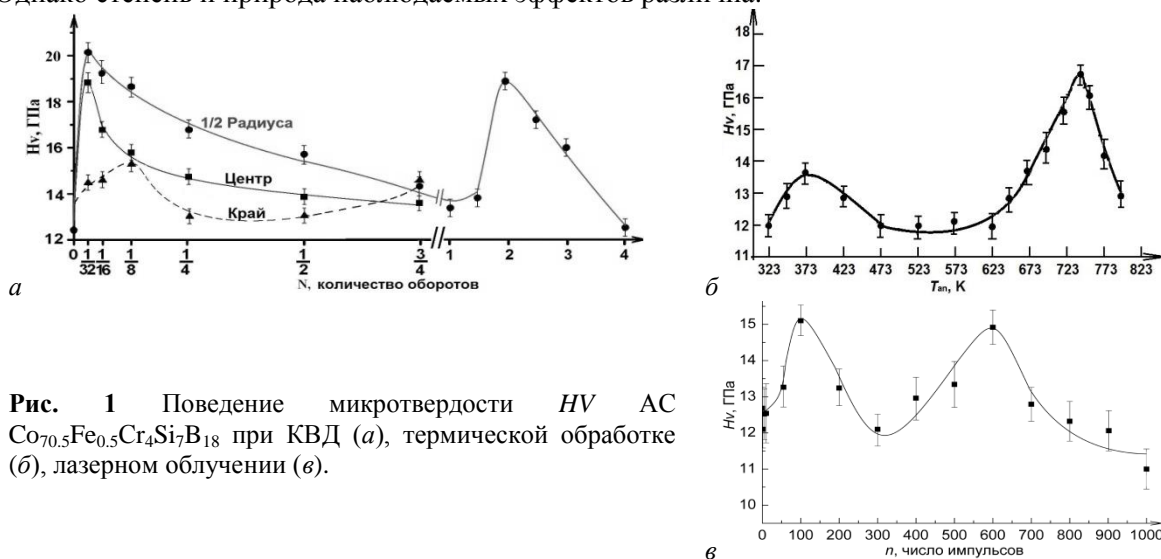 Однако степень и природа наблюдаемых эффектов различна.
Hv, ГПа
20
18
16
14
12
1/2 Радиуса
Центр
Край
0 1/32 1/16 1/8 1/4 1/2 3/4 1 2 3 4
N, количество оборотов
а
Hv, ГПа
18
17
16
15
14
13
12
11
323 373 423 473 523 573 623 673 723 773 823
Tan, K
б
Hv, ГПа
15
14
13
12
11
10
0 100 200 300 400 500 600 700 800 900 1000
n, число импульсов
в
Рис. 1 Поведение микротвердости HV АС
Co70.5Fe0.5Cr4Si7B18 при КВД (а), термической обработке
(б), лазерном облучении (в).